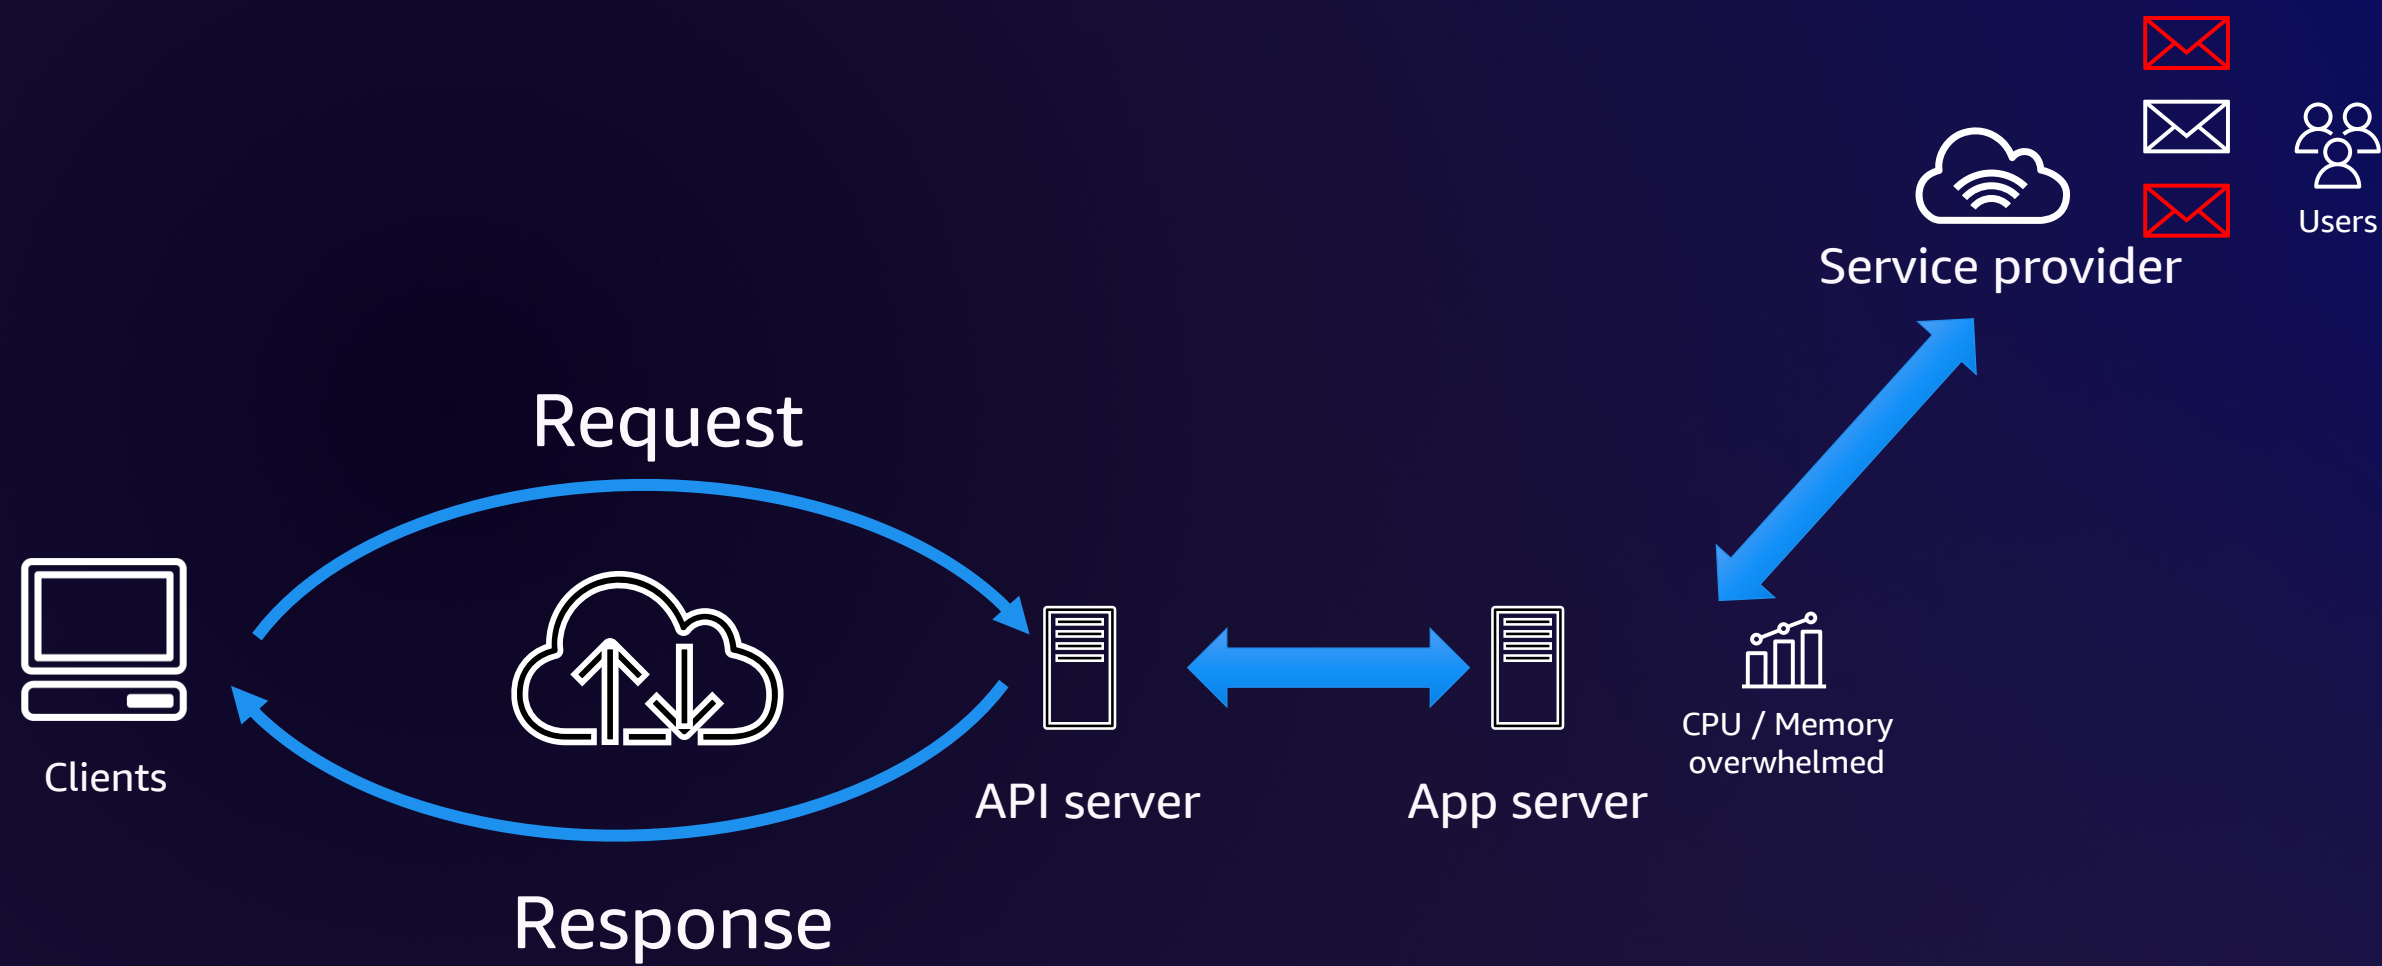 Users
Service provider
Request
Clients
API server
App server
CPU / Memory
overwhelmed
Response